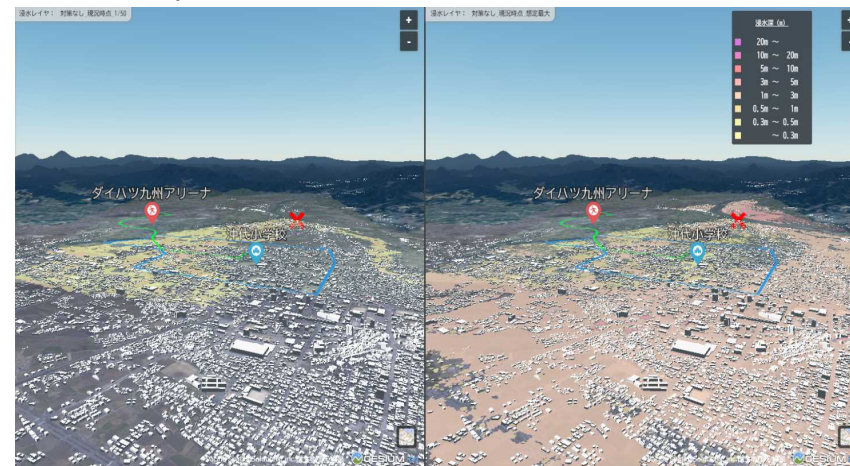 浸水レイヤ： 対策なし 現況時点 1/50
+
-
ダイハツ九州アリーナ
沖代小学校
CESIUM
浸水レイヤ： 対策なし 現況時点 想定最大
浸水深 (m)
20m ～
10m ～ 20m
5m ～ 10m
3m ～ 5m
1m ～ 3m
0.5m ～ 1m
0.3m ～ 0.5m
～ 0.3m
+
-
ダイハツ九州アリーナ
沖代小学校
CESIUM